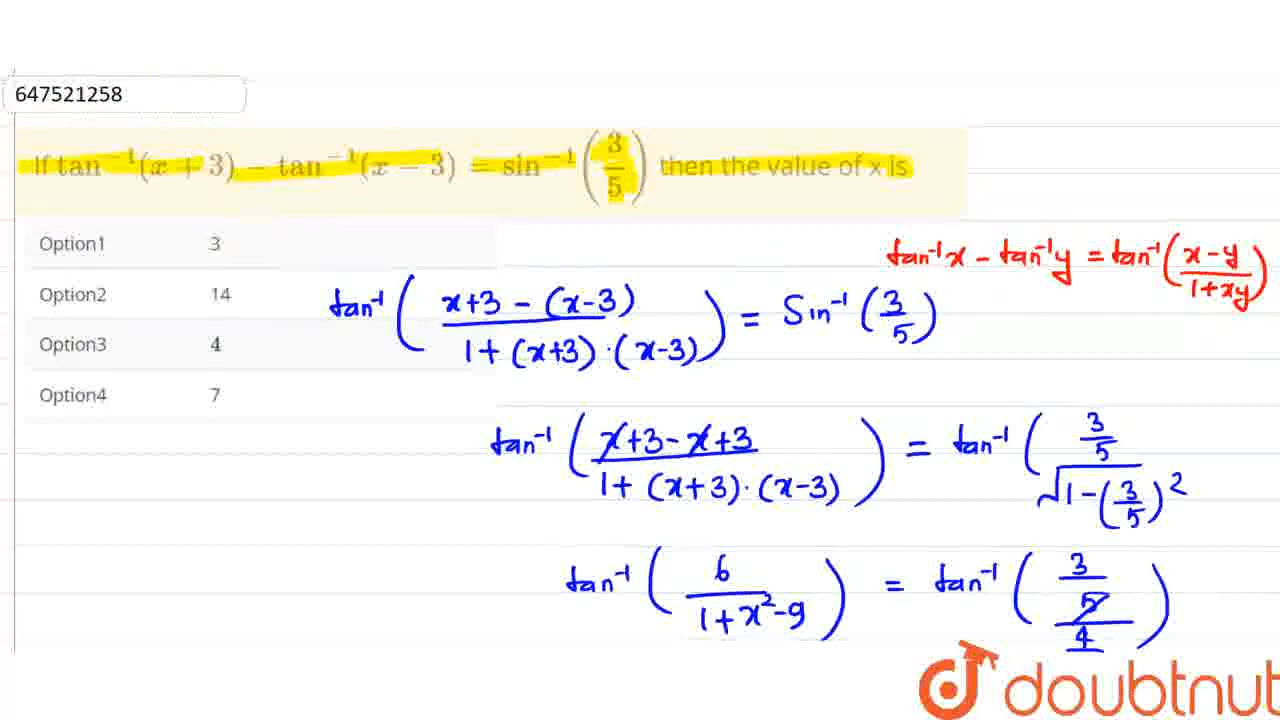 647521258
If tan⁻¹(x + 3) − tan⁻¹(x − 3) = sin⁻¹(3/5) then the value of x is
Option1 3
Option2 14
Option3 4
Option4 7
tan⁻¹x − tan⁻¹y = tan⁻¹((x−y)/(1+xy))
tan⁻¹((x+3 − (x−3))/(1+(x+3)·(x−3))) = Sin⁻¹(3/5)
tan⁻¹((x+3−x+3)/(1+(x+3)·(x−3))) = tan⁻¹((3/5)/√(1−(3/5)²)
tan⁻¹(6/(1+x²−9)) = tan⁻¹((3/5)/(4))
doubtnut